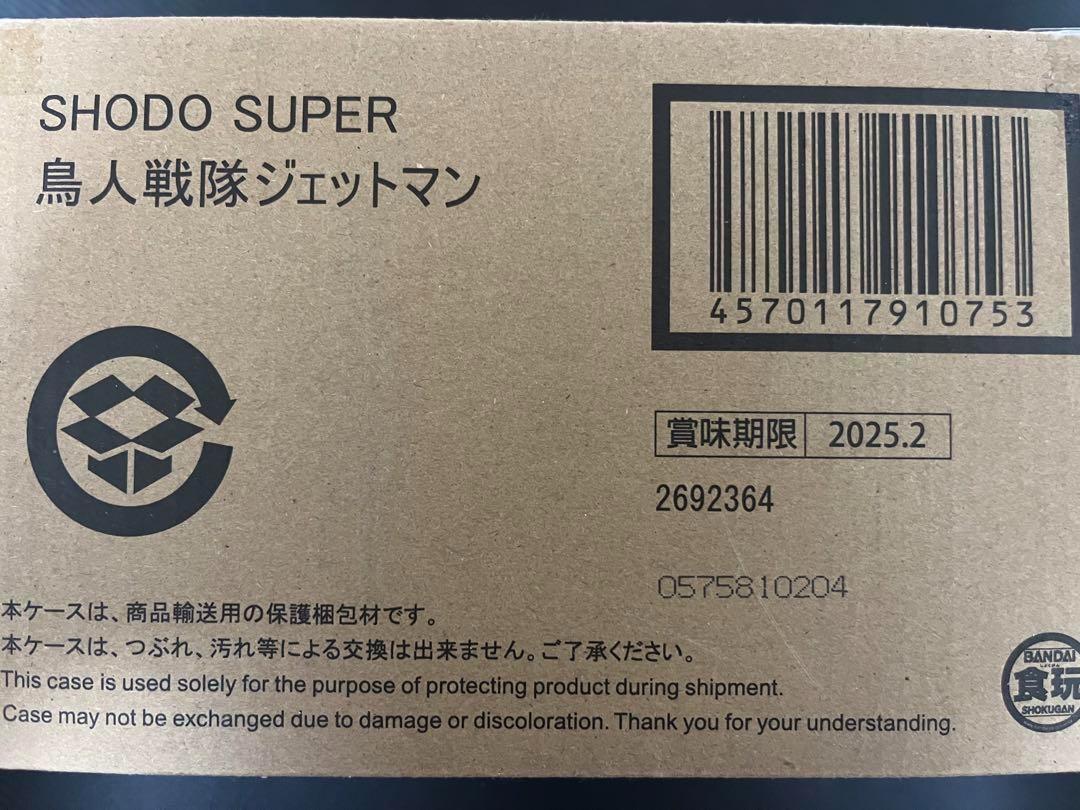 SHODO SUPER
鳥人戦隊ジェットマン
4570117910753
賞味期限 2025.2
2692364
0575810204
本ケースは、商品輸送用の保護梱包材です。
本ケースは、つぶれ、汚れ等による交換は出来ません。ご了承ください。
This case is used solely for the purpose of protecting product during shipment.
Case may not be exchanged due to damage or discoloration. Thank you for your understanding.
BANDAI
しょくがん
食玩
SHOKUGAN